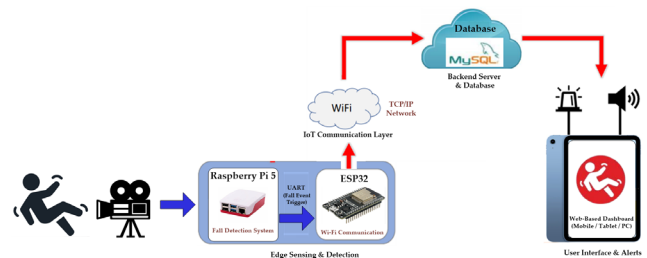 Database
MySQL
Backend Server
& Database
WiFi
TCP/IP
Network
IoT Communication Layer
Raspberry Pi 5
Fall Detection System
UART
(Fall Event
Trigger)
ESP32
Wi-Fi Communication
Edge Sensing & Detection
Web-Based Dashboard
(Mobile / Tablet / PC)
User Interface & Alerts